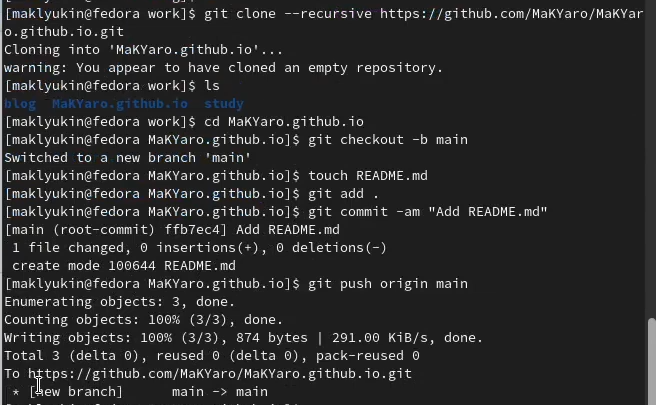 [maklyukin@fedora work]$ git clone --recursive https://github.com/MaKYaro/MaKYar
o.github.io.git
Cloning into 'MaKYaro.github.io'...
warning: You appear to have cloned an empty repository.
[maklyukin@fedora work]$ ls
blog  MaKYaro.github.io  study
[maklyukin@fedora work]$ cd MaKYaro.github.io
[maklyukin@fedora MaKYaro.github.io]$ git checkout -b main
Switched to a new branch 'main'
[maklyukin@fedora MaKYaro.github.io]$ touch README.md
[maklyukin@fedora MaKYaro.github.io]$ git add .
[maklyukin@fedora MaKYaro.github.io]$ git commit -am "Add README.md"
[main (root-commit) ffb7ec4] Add README.md
 1 file changed, 0 insertions(+), 0 deletions(-)
 create mode 100644 README.md
[maklyukin@fedora MaKYaro.github.io]$ git push origin main
Enumerating objects: 3, done.
Counting objects: 100% (3/3), done.
Writing objects: 100% (3/3), 874 bytes | 291.00 KiB/s, done.
Total 3 (delta 0), reused 0 (delta 0), pack-reused 0
To https://github.com/MaKYaro/MaKYaro.github.io.git
 * [new branch]      main -> main